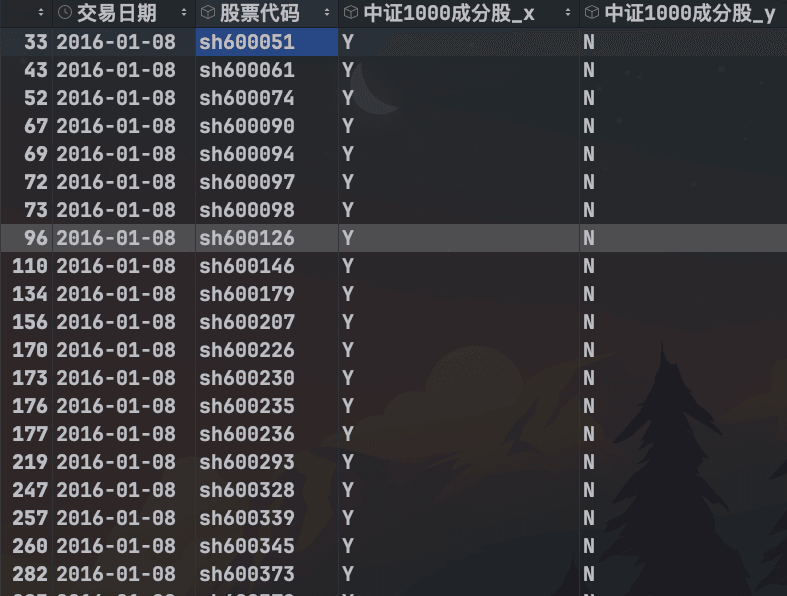 交易日期 股票代码 中证1000成分股_x 中证1000成分股_y
33 2016-01-08 sh600051 Y N
43 2016-01-08 sh600061 Y N
52 2016-01-08 sh600074 Y N
67 2016-01-08 sh600090 Y N
69 2016-01-08 sh600094 Y N
72 2016-01-08 sh600097 Y N
73 2016-01-08 sh600098 Y N
96 2016-01-08 sh600126 Y N
110 2016-01-08 sh600146 Y N
134 2016-01-08 sh600179 Y N
156 2016-01-08 sh600207 Y N
170 2016-01-08 sh600226 Y N
173 2016-01-08 sh600230 Y N
176 2016-01-08 sh600235 Y N
177 2016-01-08 sh600236 Y N
219 2016-01-08 sh600293 Y N
247 2016-01-08 sh600328 Y N
257 2016-01-08 sh600339 Y N
260 2016-01-08 sh600345 Y N
282 2016-01-08 sh600373 Y N